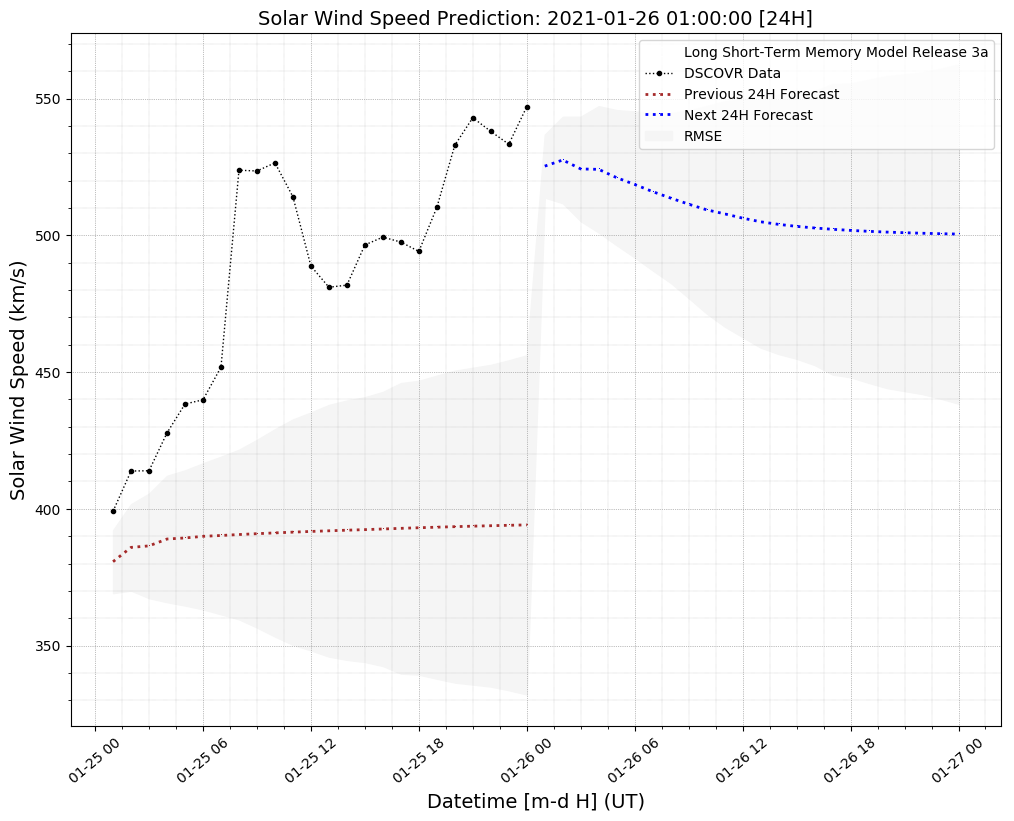 Solar Wind Speed Prediction: 2021-01-26 01:00:00 [24H]
Long Short-Term Memory Model Release 3a
DSCOVR Data
Previous 24H Forecast
Next 24H Forecast
RMSE
Solar Wind Speed (km/s)
550
500
450
400
350
01-25 00
01-25 06
01-25 12
01-25 18
01-26 00
01-26 06
01-26 12
01-26 18
01-27 00
Datetime [m-d H] (UT)